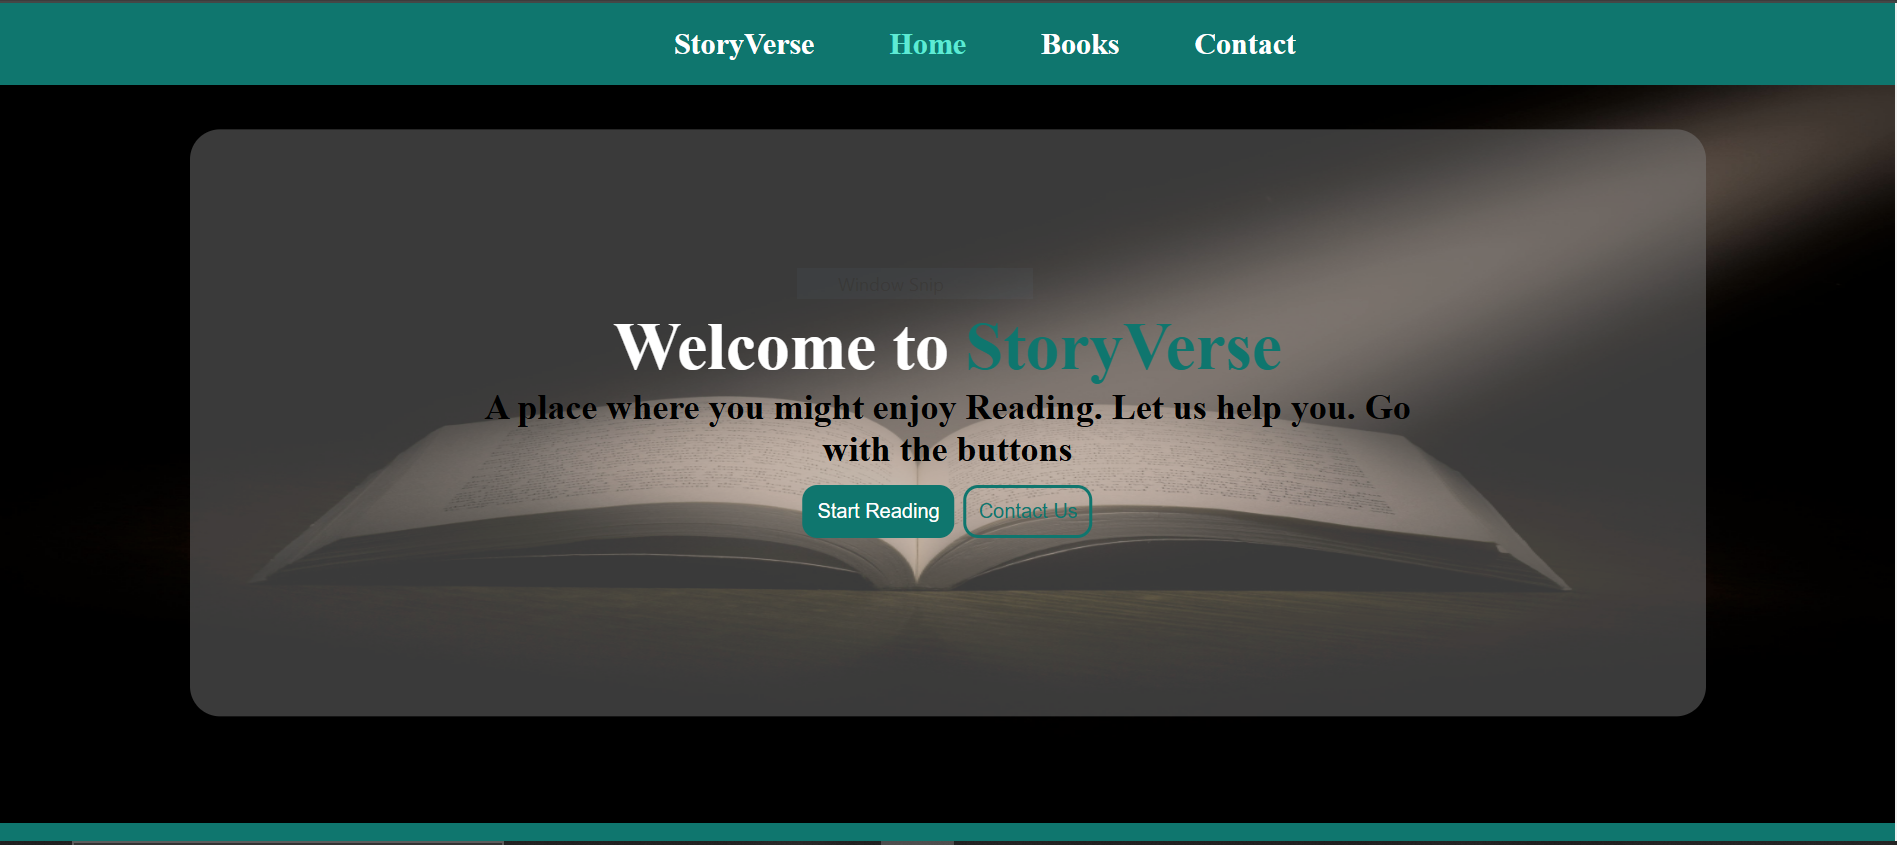 StoryVerse Home Books Contact
Window Snip
Welcome to StoryVerse
A place where you might enjoy Reading. Let us help you. Go
with the buttons
Start Reading Contact Us